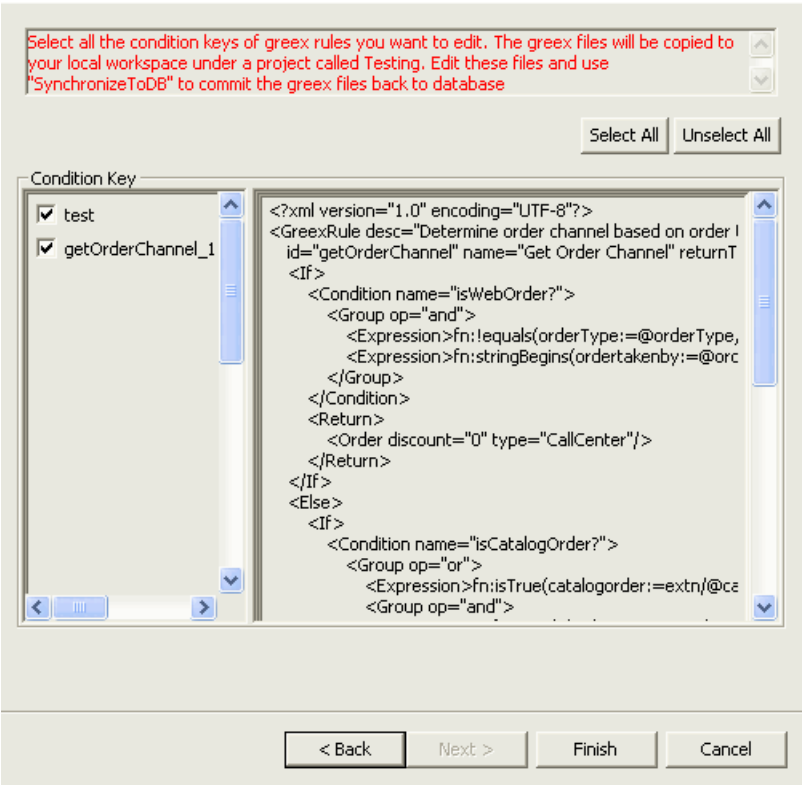 Select all the condition keys of greex rules you want to edit. The greex files will be copied to
your local workspace under a project called Testing. Edit these files and use
"SynchronizeToDB" to commit the greex files back to database
Select All
Unselect All
Condition Key
test
getOrderChannel_1
<?xml version="1.0" encoding="UTF-8"?>
<GreexRule desc="Determine order channel based on order
id="getOrderChannel" name="Get Order Channel" returnT
<If>
<Condition name="isWebOrder?">
<Group op="and">
<Expression>fn:!equals(orderType:=@orderType,
<Expression>fn:stringBegins(ordertakenby:=@orc
</Group>
</Condition>
<Return>
<Order discount="0" type="CallCenter"/>
</Return>
</If>
<Else>
<If>
<Condition name="isCatalogOrder?">
<Group op="or">
<Expression>fn:isTrue(catalogorder:=extn/@ca
<Group op="and">
< Back
Next >
Finish
Cancel